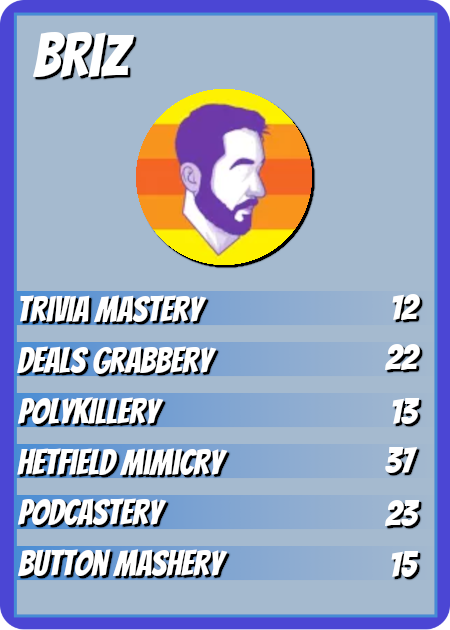 BRIZ
TRIVIA MASTERY 12
DEALS GRABBERY 22
POLYKILLERY 13
HETFIELD MIMICRY 37
PODCASTERY 23
BUTTON MASHERY 15